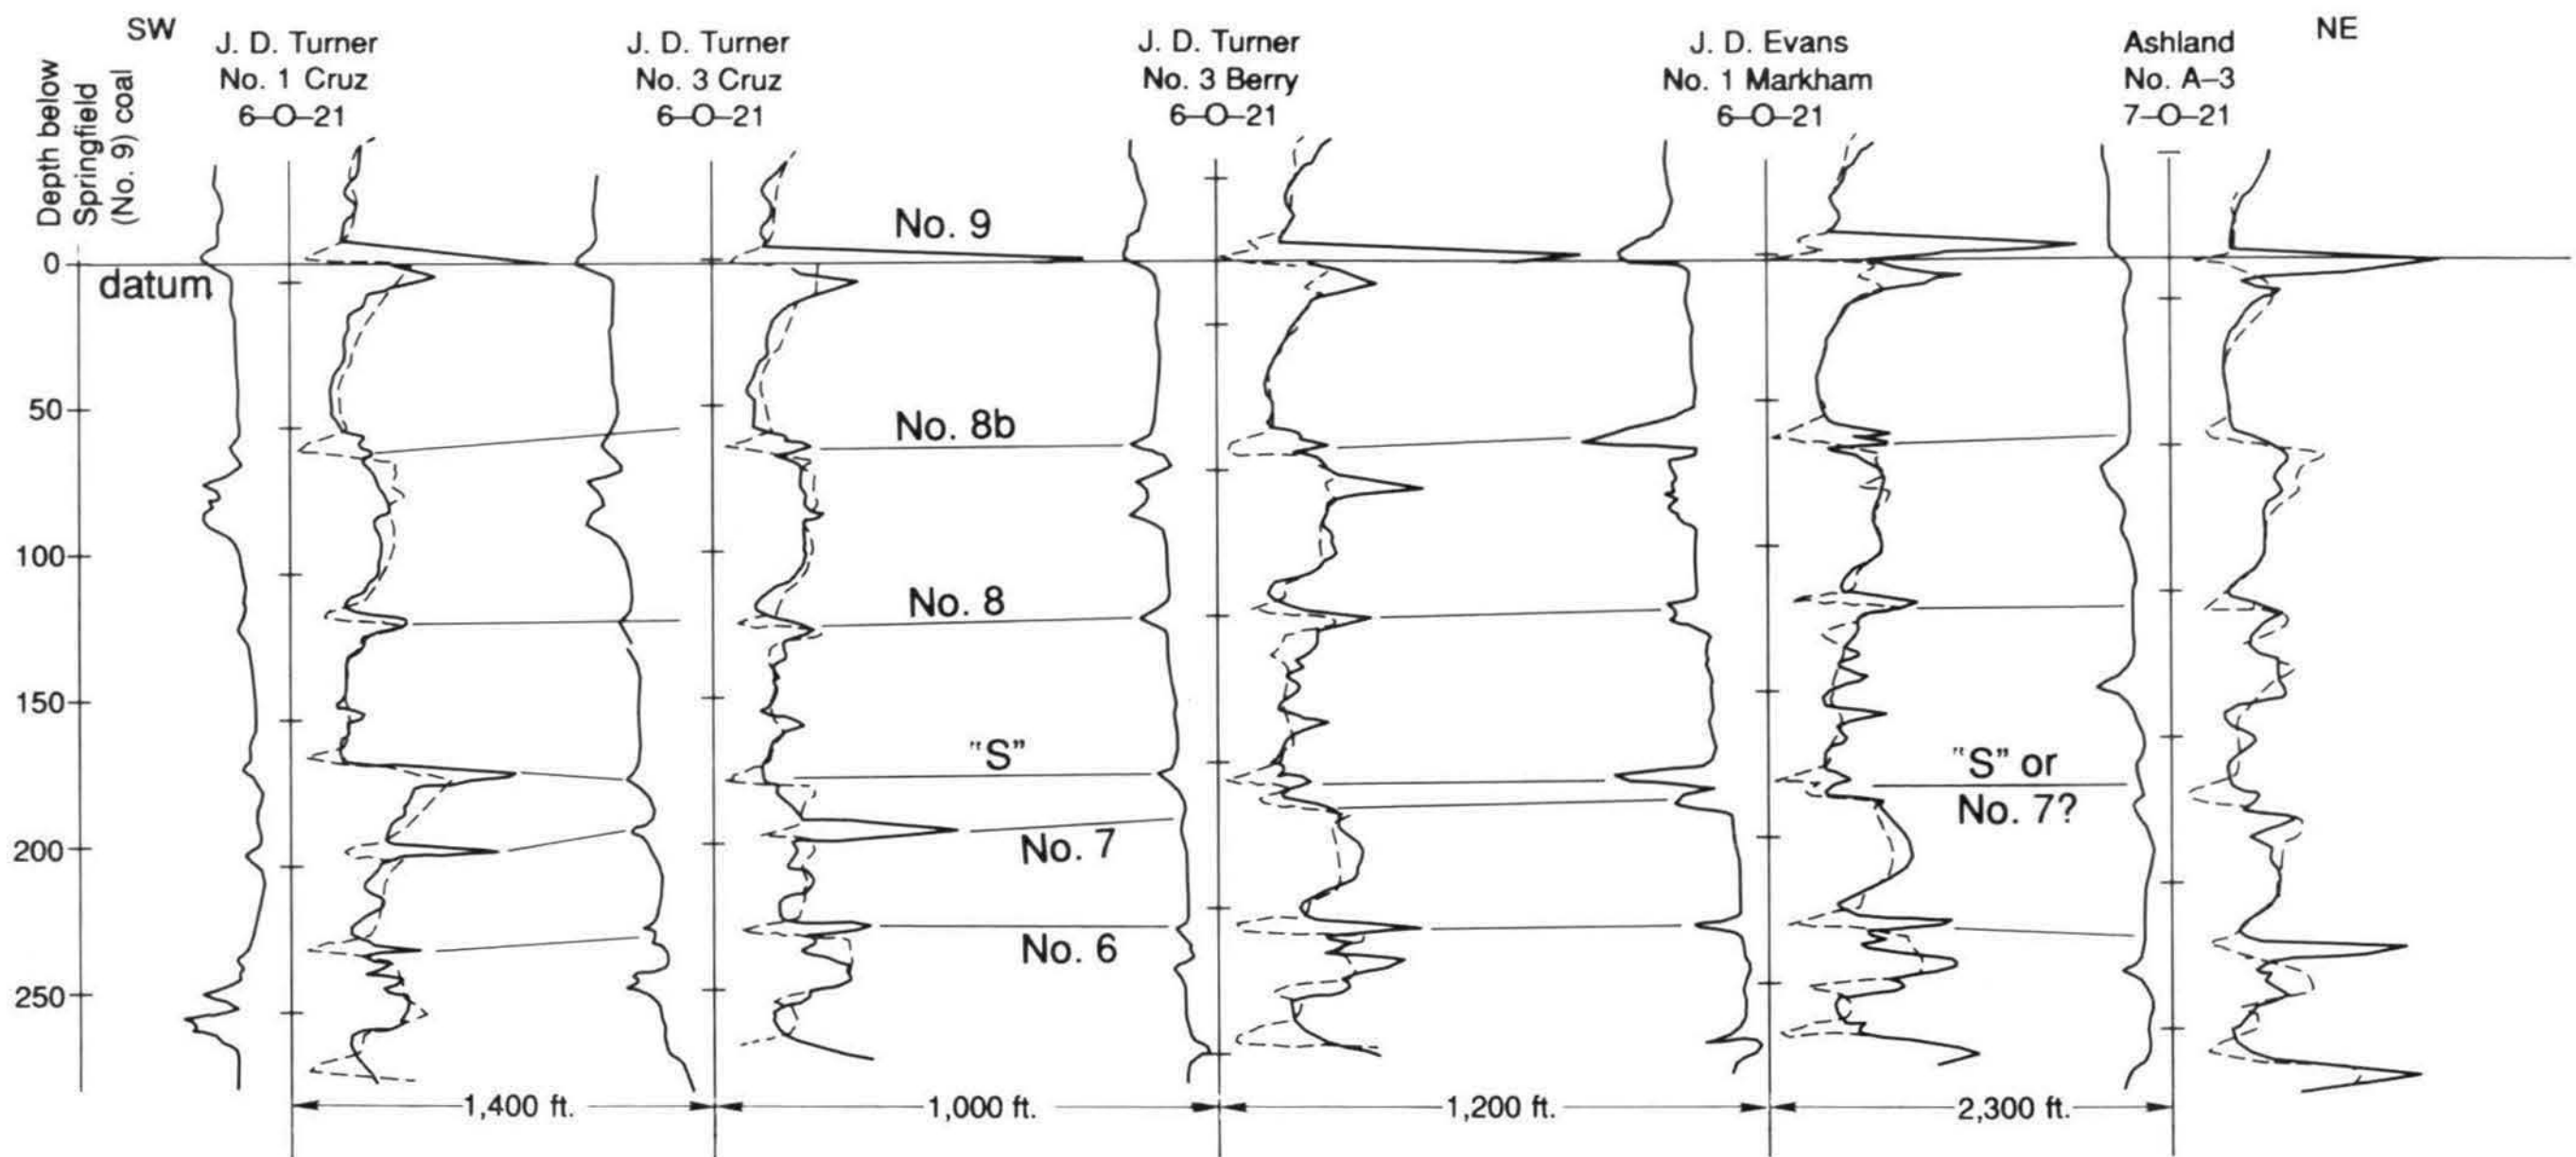 SW
J. D. Turner
No. 1 Cruz
6-O-21
J. D. Turner
No. 3 Cruz
6-O-21
J. D. Turner
No. 3 Berry
6-O-21
J. D. Evans
No. 1 Markham
6-O-21
Ashland
No. A-3
7-O-21
NE
Depth below
Springfield
(No. 9) coal
0
datum
50
100
150
200
250
No. 9
No. 8b
No. 8
"S"
No. 7
No. 6
"S" or
No. 7?
1,400 ft.
1,000 ft.
1,200 ft.
2,300 ft.